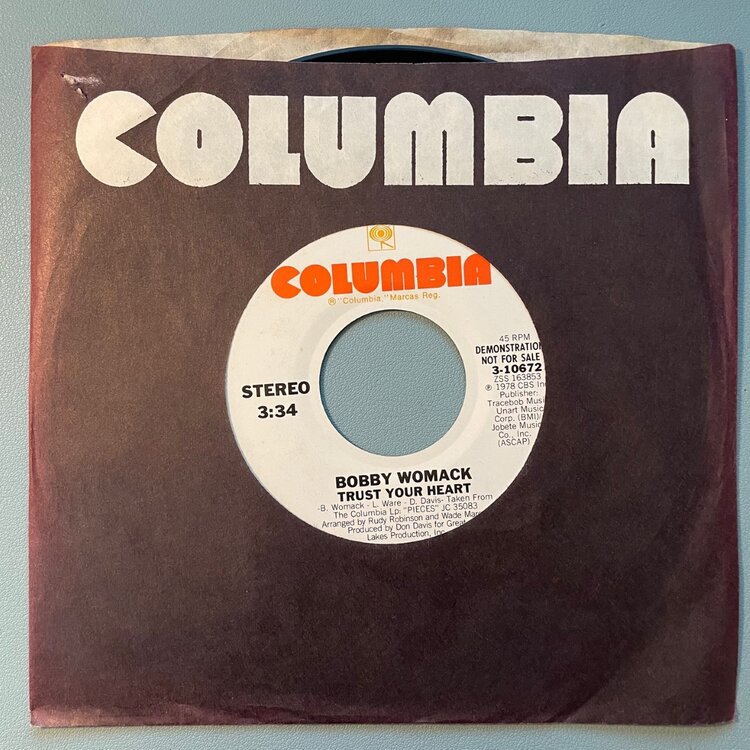 COLUMBIA
COLUMBIA
® "Columbia," Marcas Reg.
STEREO
3:34
45 RPM
DEMONSTRATION
NOT FOR SALE
3-10672
ZSS 163853
℗ 1978 CBS Inc
Publisher:
Tracebob Music
Unart Music
Corp. (BMI)/
Jobete Music
Co., Inc.
(ASCAP)
BOBBY WOMACK
TRUST YOUR HEART
-B. Womack - L. Ware - D. Davis- Taken From
The Columbia Lp: "PIECES" JC 35083
Arranged by Rudy Robinson and Wade Mar
Produced by Don Davis for Great
Lakes Production, Inc